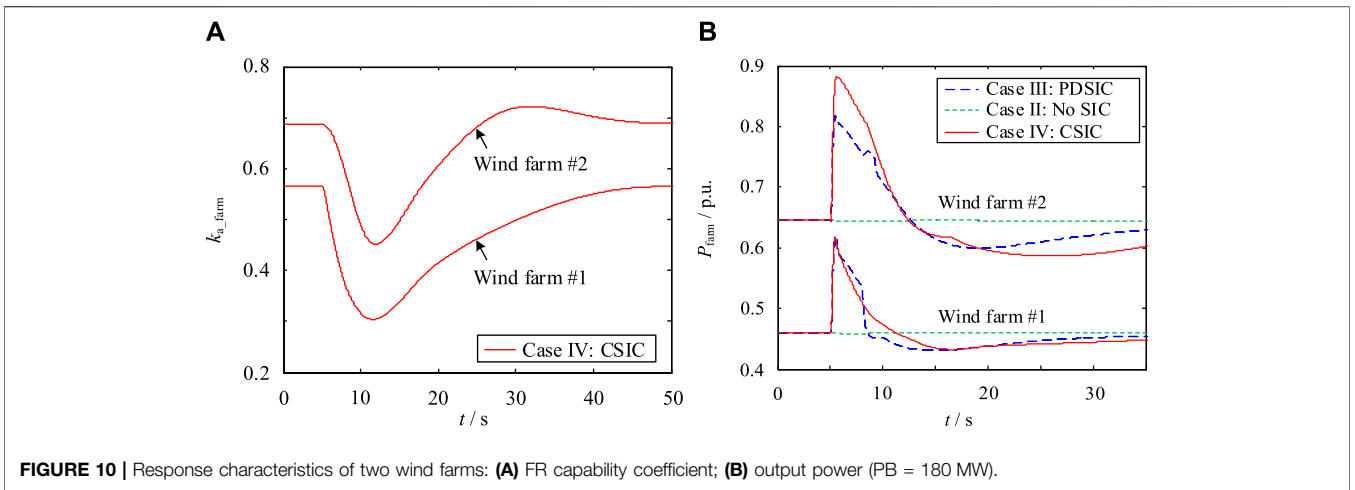 A
0.8
0.6
0.4
0.2
k_a_farm
Wind farm #2
Wind farm #1
Case IV: CSIC
0 10 20 30 40 50
t / s
B
0.9
0.8
0.7
0.6
0.5
0.4
P_farm / p.u.
Case III: PDSIC
Case II: No SIC
Case IV: CSIC
Wind farm #2
Wind farm #1
0 10 20 30
t / s
FIGURE 10 | Response characteristics of two wind farms: (A) FR capability coefficient; (B) output power (PB = 180 MW).